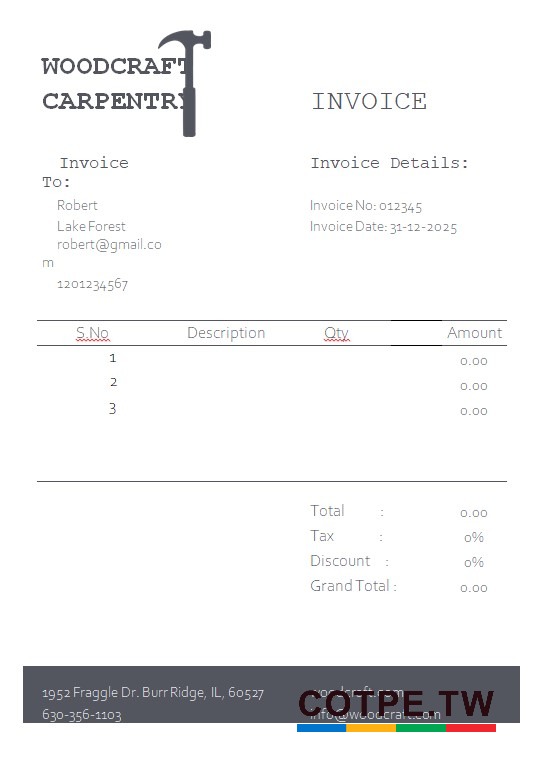 WOODCRAFT
CARPENTRY
INVOICE
Invoice To:
Robert
Lake Forest
robert@gmail.com
1201234567
Invoice Details:
Invoice No: 012345
Invoice Date: 31-12-2025
S.No Description Qty Amount
1 0.00
2 0.00
3 0.00
Total : 0.00
Tax : 0%
Discount : 0%
Grand Total : 0.00
1952 Fraggle Dr. Burr Ridge, IL, 60527
630-356-1103
woodcraft.com
info@woodcraft.com
COTPE.TW